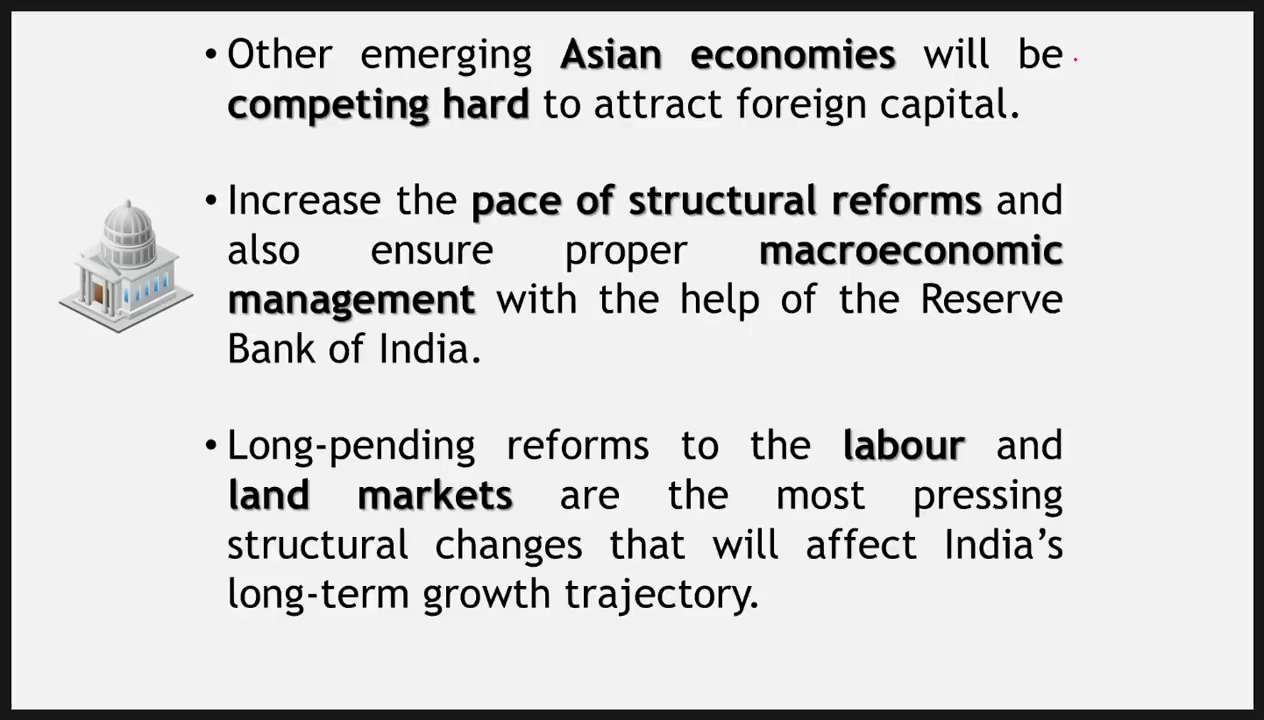 • Other emerging Asian economies will be
competing hard to attract foreign capital.
• Increase the pace of structural reforms and
also ensure proper macroeconomic
management with the help of the Reserve
Bank of India.
• Long-pending reforms to the labour and
land markets are the most pressing
structural changes that will affect India’s
long-term growth trajectory.